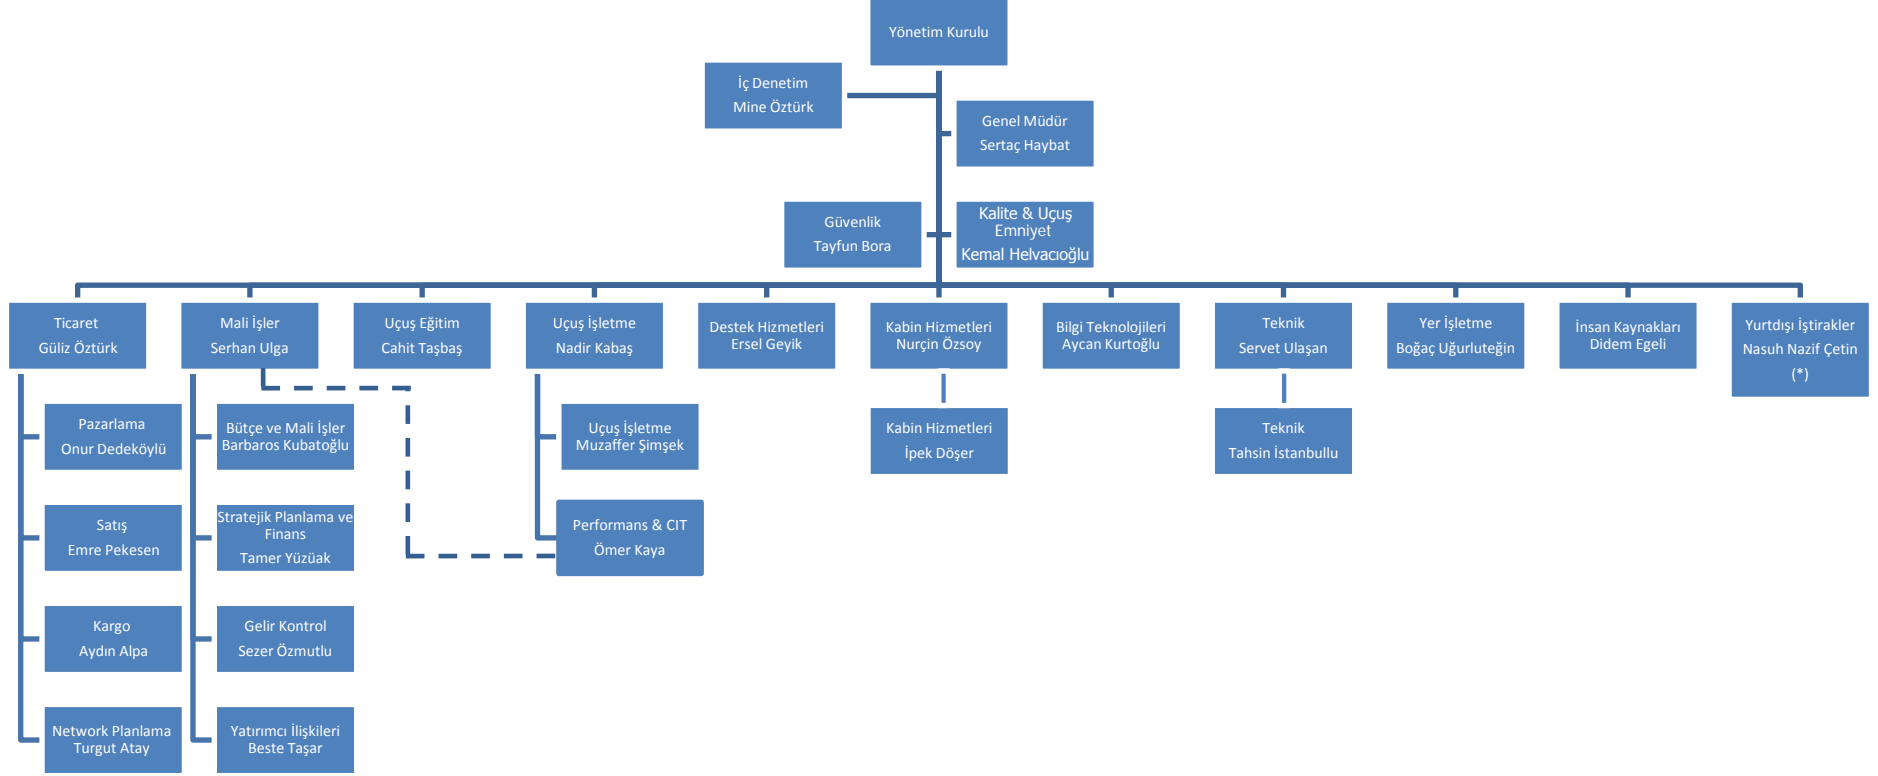 Yönetim Kurulu
İç Denetim
Mine Öztürk
Genel Müdür
Sertaç Haybat
Güvenlik
Tayfun Bora
Kalite & Uçuş
Emniyet
Kemal Helvacıoğlu
Ticaret
Güliz Öztürk
Mali İşler
Serhan Ulga
Uçuş Eğitim
Cahit Taşbaş
Uçuş İşletme
Nadir Kabaş
Destek Hizmetleri
Ersel Geyik
Kabin Hizmetleri
Nurçin Özsoy
Bilgi Teknolojileri
Aycan Kurtoğlu
Teknik
Servet Ulaşan
Yer İşletme
Boğaç Uğurluteğin
İnsan Kaynakları
Didem Egeli
Yurtdışı İştirakler
Nasuh Nazif Çetin
(*)
Pazarlama
Onur Dedeköylü
Bütçe ve Mali İşler
Barbaros Kubatoğlu
Uçuş İşletme
Muzaffer Şimşek
Kabin Hizmetleri
İpek Döşer
Teknik
Tahsin İstanbullu
Satış
Emre Pekesen
Stratejik Planlama ve
Finans
Tamer Yüzüak
Performans & CIT
Ömer Kaya
Kargo
Aydın Alpa
Gelir Kontrol
Sezer Özmutlu
Network Planlama
Turgut Atay
Yatırımcı İlişkileri
Beste Taşar